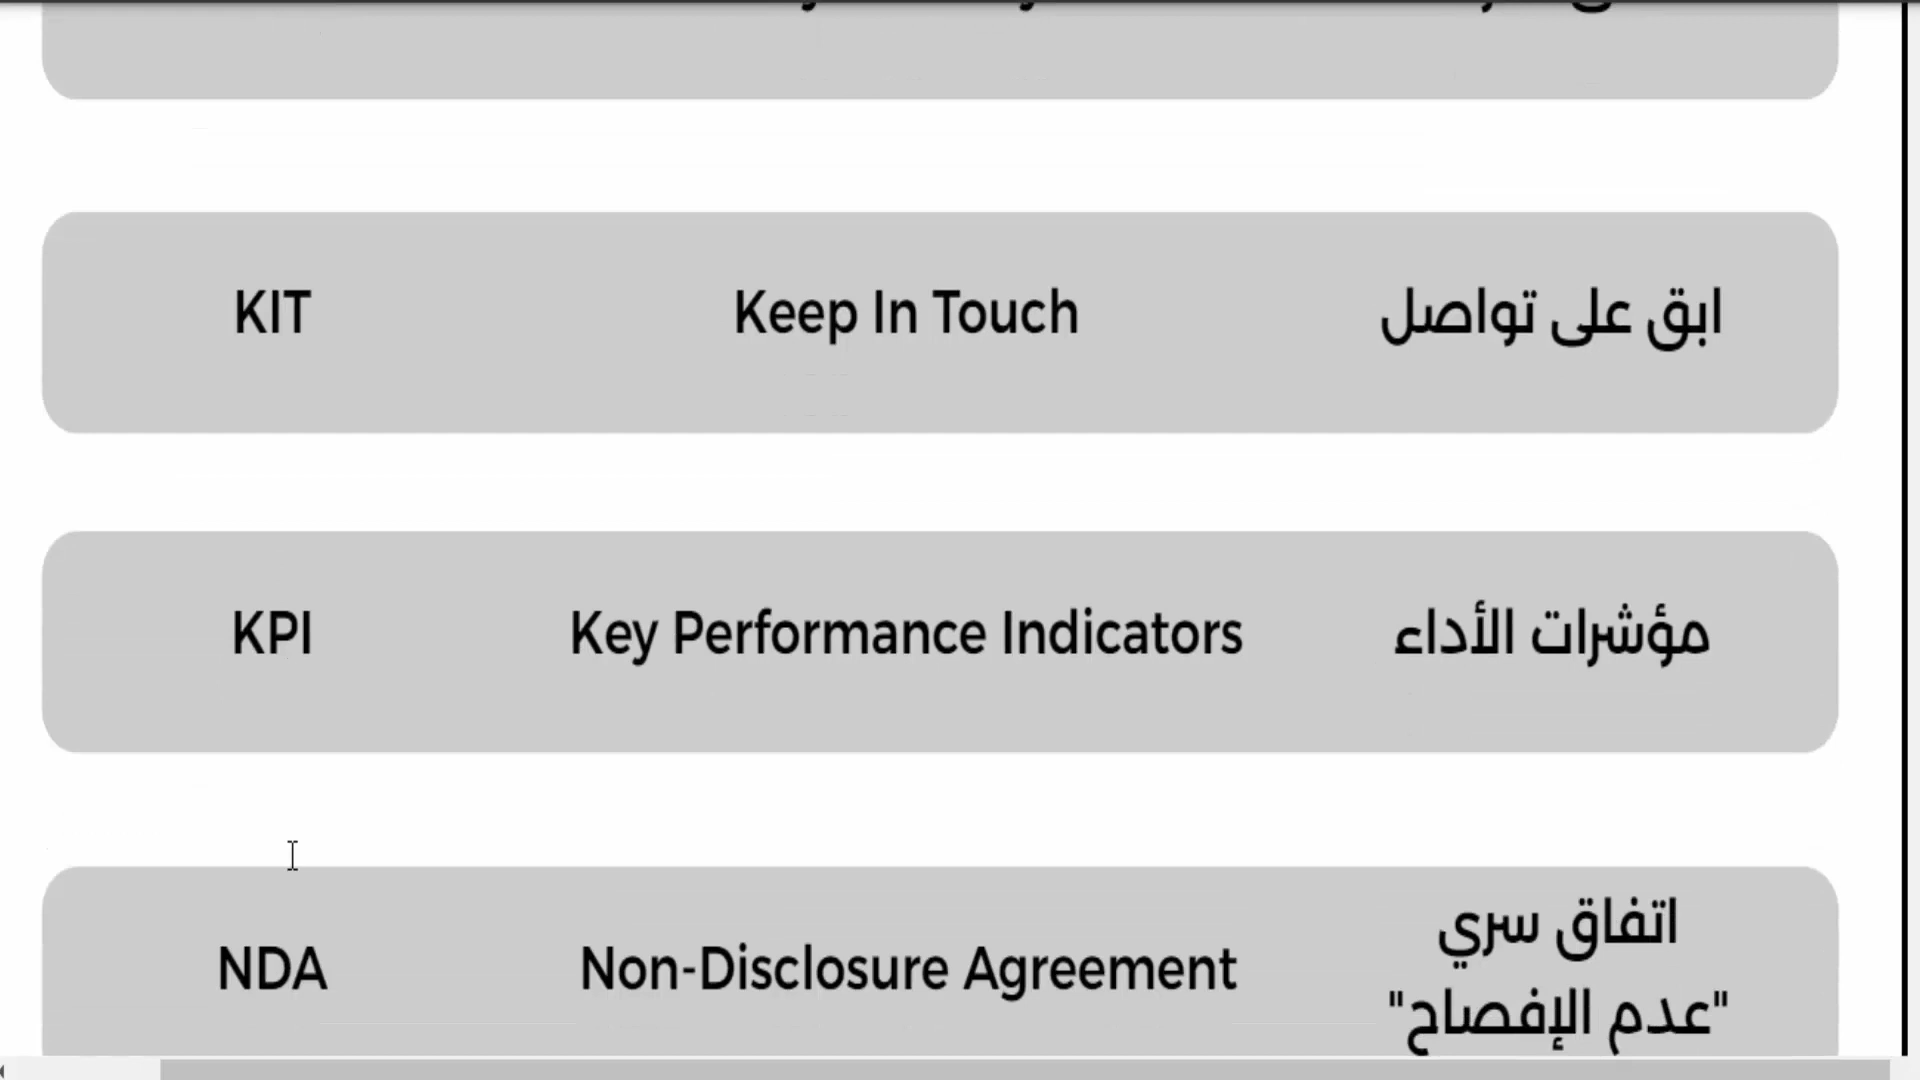 KIT Keep In Touch ابق على تواصل
KPI Key Performance Indicators مؤشرات الأداء
NDA Non-Disclosure Agreement اتفاق سري
"عدم الإفصاح"